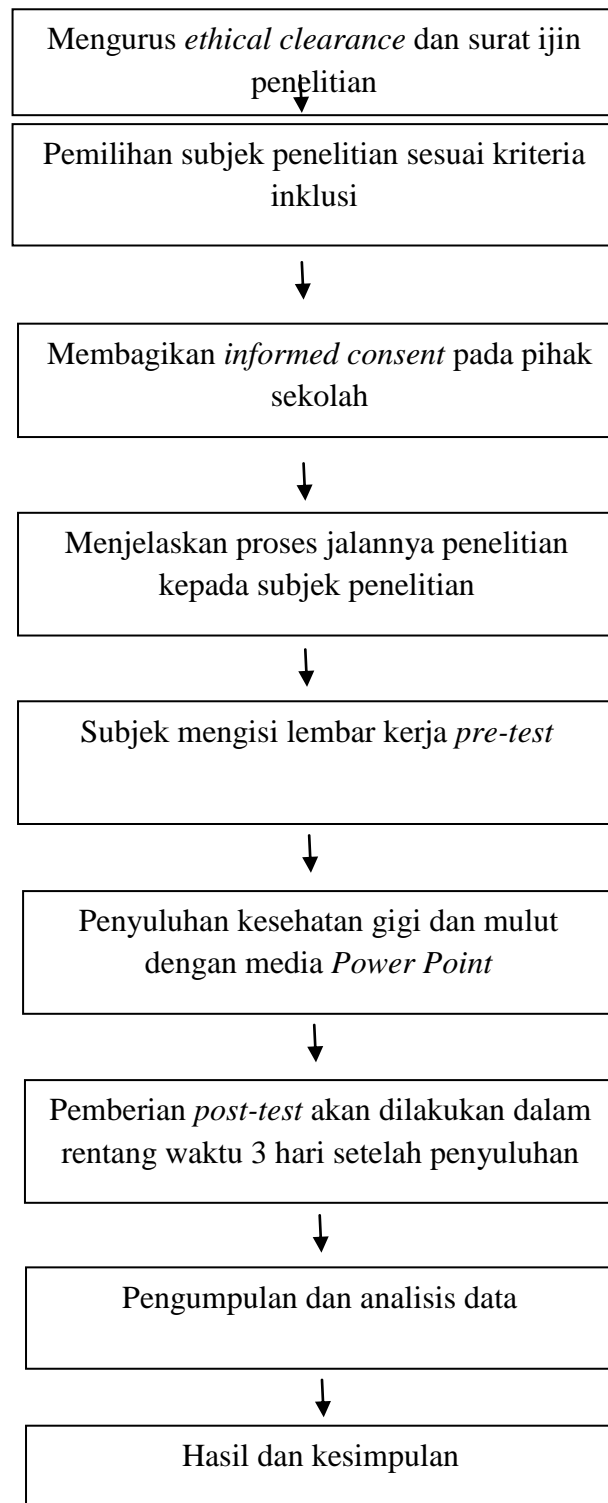 Mengurus ethical clearance dan surat ijin
penelitian
Pemilihan subjek penelitian sesuai kriteria
inklusi
Membagikan informed consent pada pihak
sekolah
Menjelaskan proses jalannya penelitian
kepada subjek penelitian
Subjek mengisi lembar kerja pre-test
Penyuluhan kesehatan gigi dan mulut
dengan media Power Point
Pemberian post-test akan dilakukan dalam
rentang waktu 3 hari setelah penyuluhan
Pengumpulan dan analisis data
Hasil dan kesimpulan